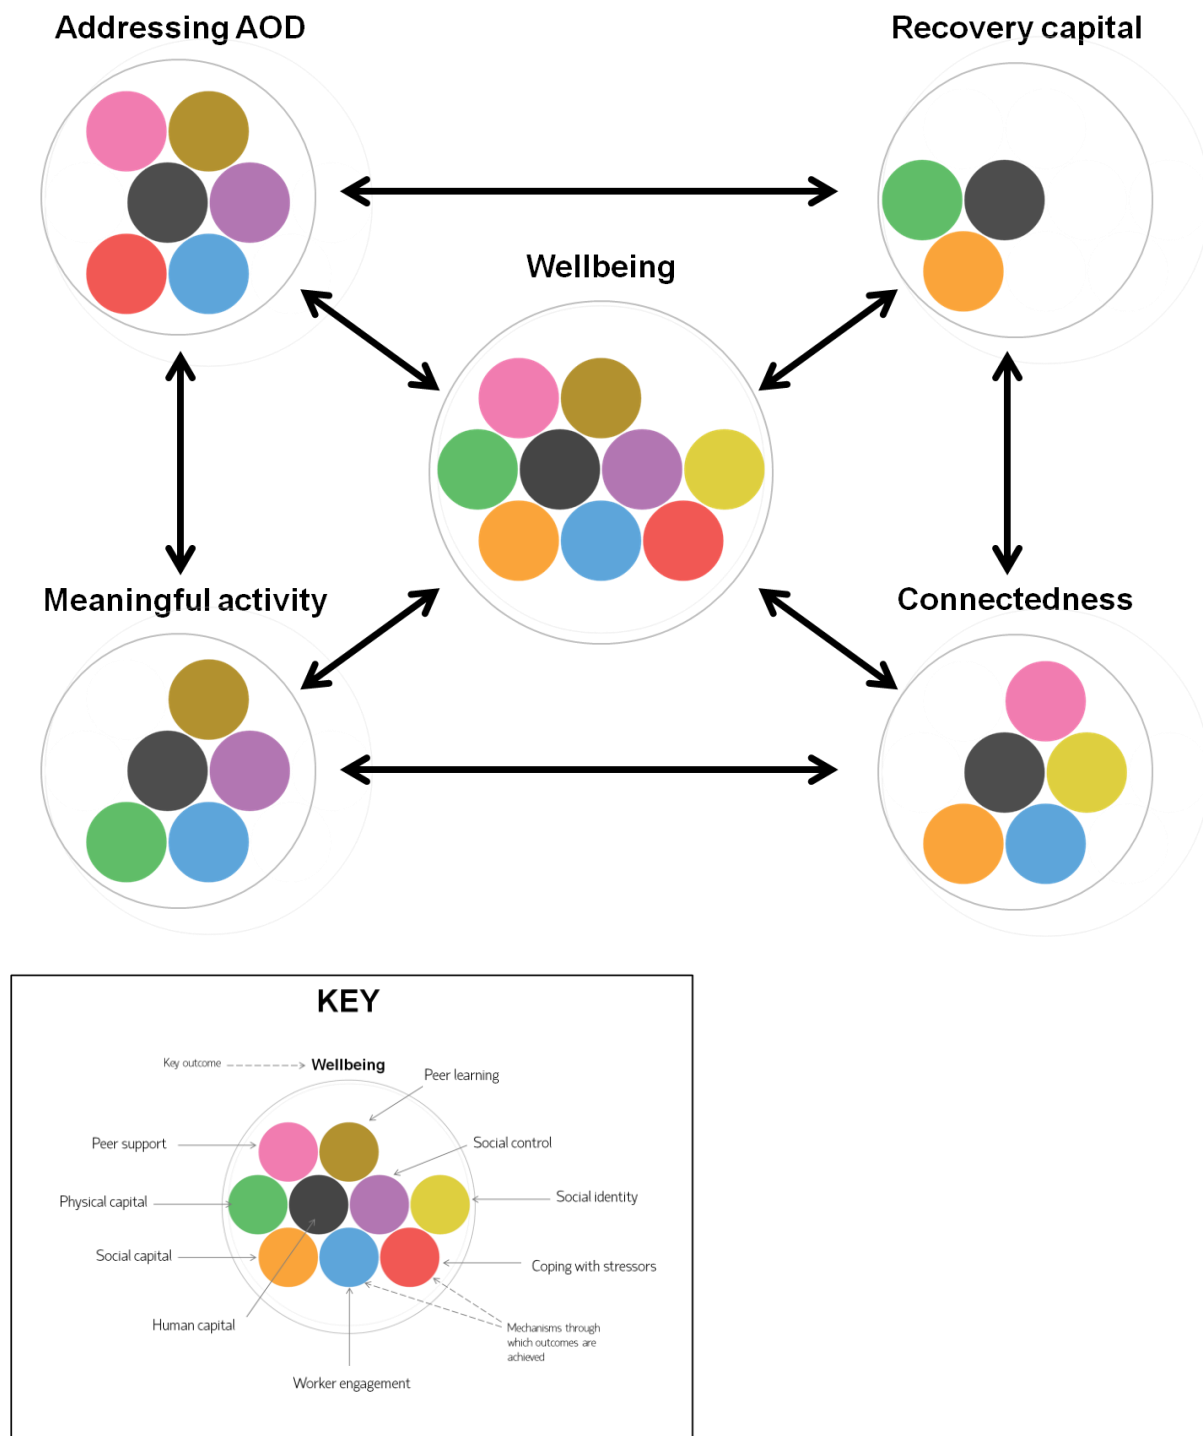 Addressing AOD
Recovery capital
Wellbeing
Meaningful activity
Connectedness
KEY
Key outcome
Wellbeing
Peer learning
Peer support
Social control
Physical capital
Social identity
Social capital
Coping with stressors
Human capital
Mechanisms through
which outcomes are
achieved
Worker engagement